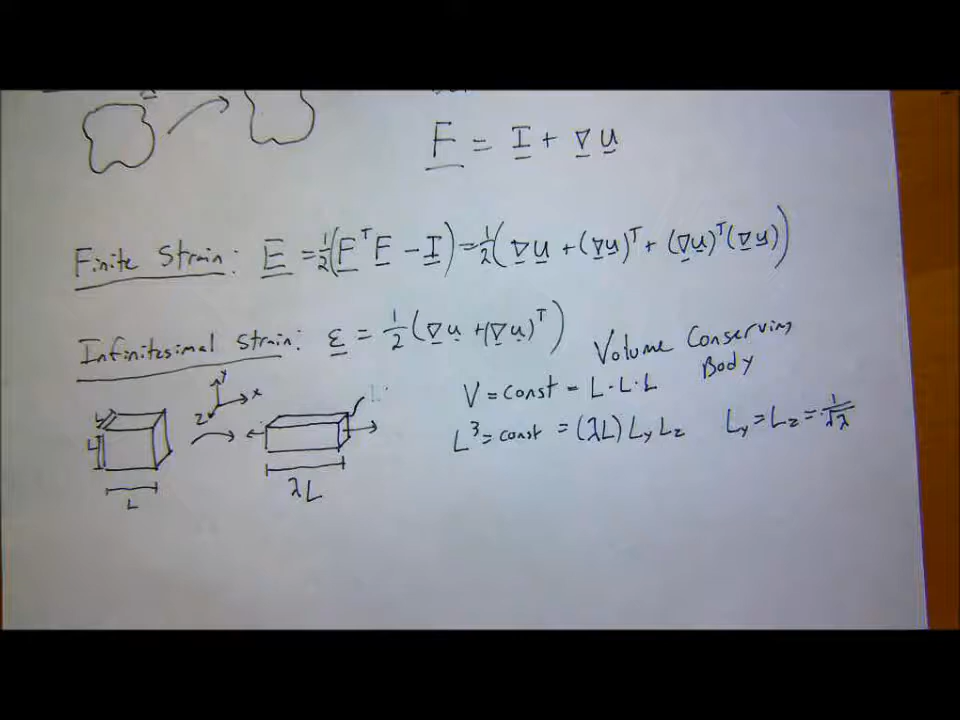 F = I + ∇u
Finite Strain: E = 1/2 (FᵀF - I) = 1/2 (∇u + (∇u)ᵀ + (∇u)ᵀ(∇u))
Infinitesimal Strain: ε = 1/2 (∇u + (∇u)ᵀ)
Volume Conserving
Body
V = const = L · L · L
L³ = const = (λL) Ly Lz
Ly = Lz = 1/√λ
y
x
z
L
L
L
λL